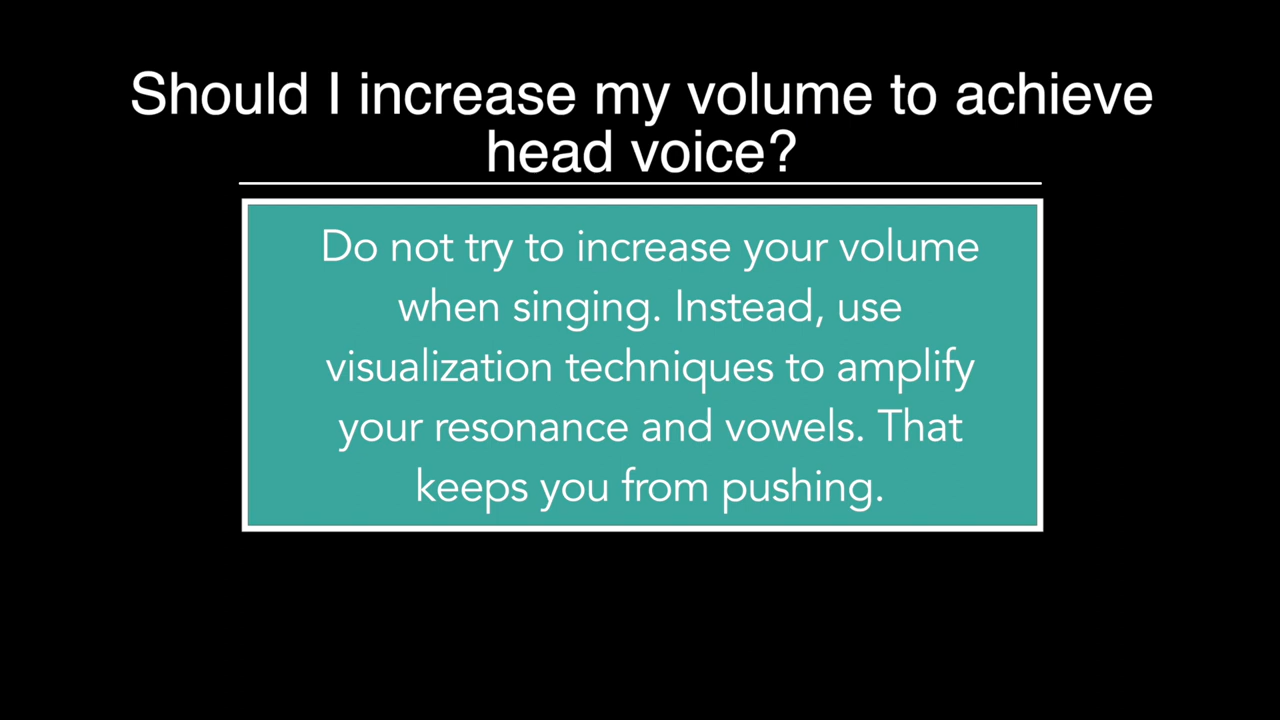 Should I increase my volume to achieve
head voice?
Do not try to increase your volume
when singing. Instead, use
visualization techniques to amplify
your resonance and vowels. That
keeps you from pushing.